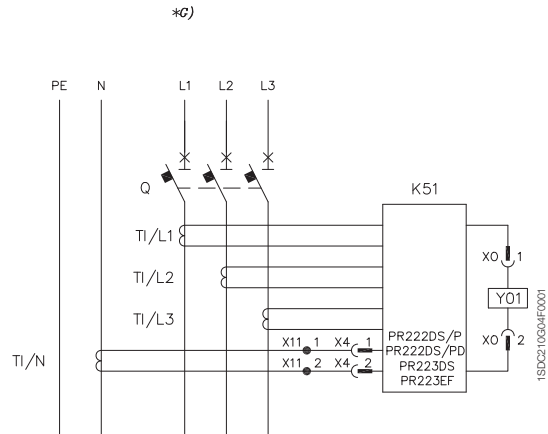 *G)
PE N L1 L2 L3
Q
K51
TI/L1
X0 1
TI/L2
Y01
TI/L3
X0 2
X11 1 X4 1
PR222DS/P
X11 2 X4 2
PR222DS/PD
PR223DS
PR223EF
TI/N
1SDC210G04F0001